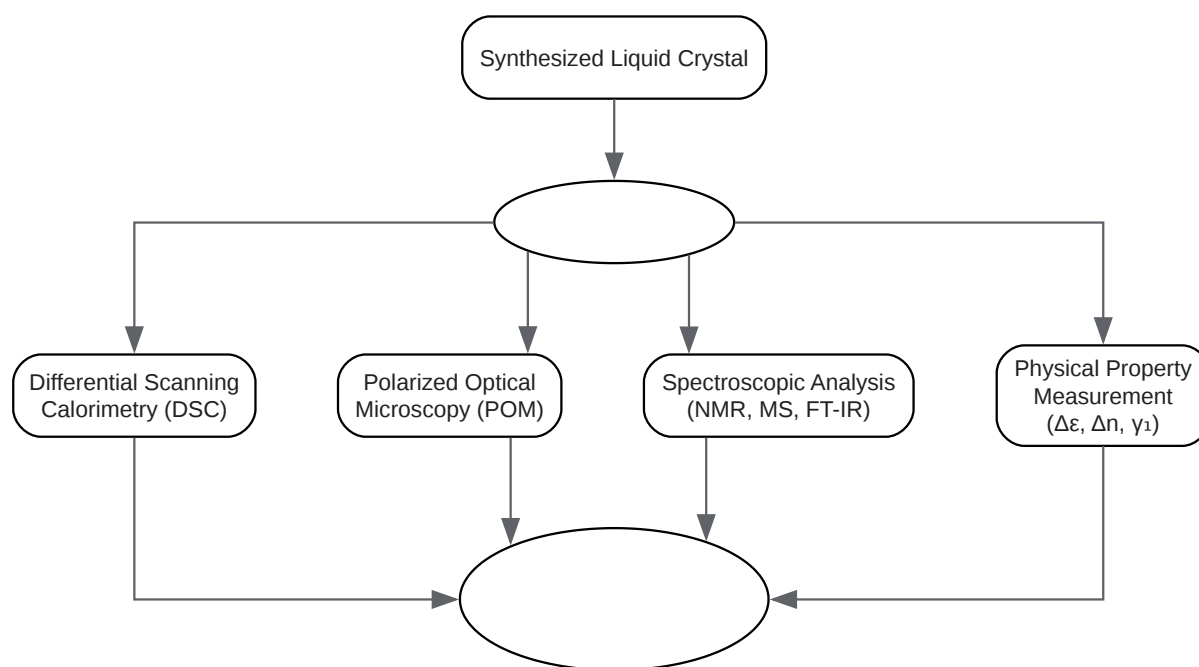 Synthesized Liquid Crystal
Differential Scanning
Calorimetry (DSC)
Polarized Optical
Microscopy (POM)
Spectroscopic Analysis
(NMR, MS, FT-IR)
Physical Property
Measurement
(Δε, Δn, γ₁)